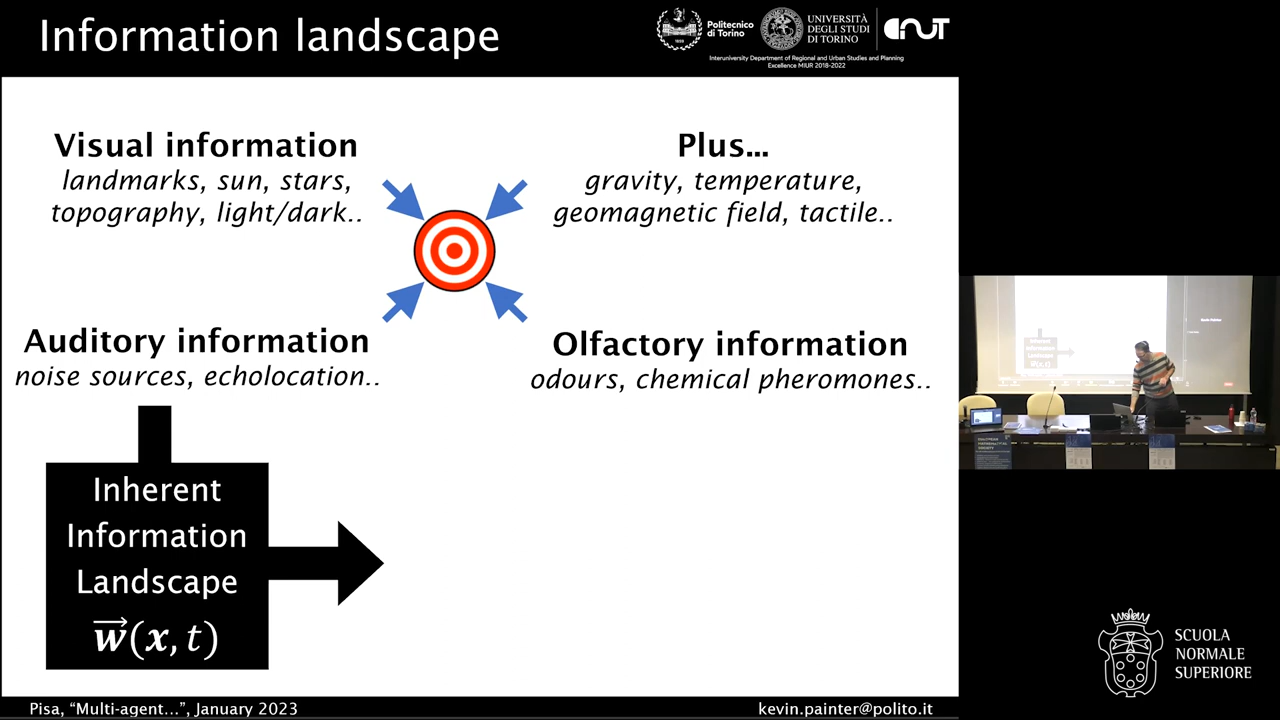 Information landscape
Politecnico
di Torino
UNIVERSITÀ
DEGLI STUDI
DI TORINO
Interuniversity Department of Regional and Urban Studies and Planning
Excellence MIUR 2018-2022
Visual information
landmarks, sun, stars,
topography, light/dark..
Plus...
gravity, temperature,
geomagnetic field, tactile..
Auditory information
noise sources, echolocation..
Olfactory information
odours, chemical pheromones..
Inherent
Information
Landscape
w⃗(x, t)
Inherent
Information
Landscape
w⃗(x, t)
SCUOLA
NORMALE
SUPERIORE
Pisa, “Multi-agent...”, January 2023
kevin.painter@polito.it